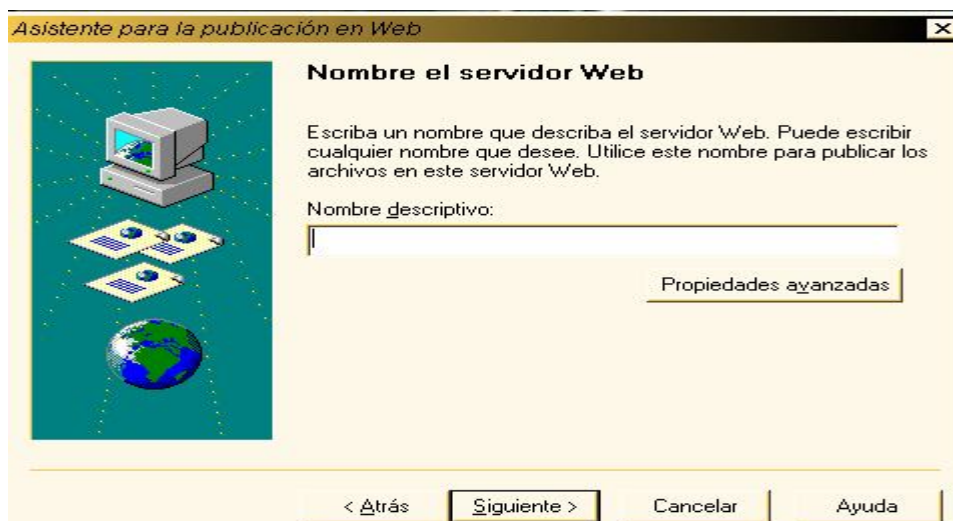 Asistente para la publicación en Web
Nombre el servidor Web
Escriba un nombre que describa el servidor Web. Puede escribir
cualquier nombre que desee. Utilice este nombre para publicar los
archivos en este servidor Web.
Nombre descriptivo:
Propiedades avanzadas
< Atrás
Siguiente >
Cancelar
Ayuda